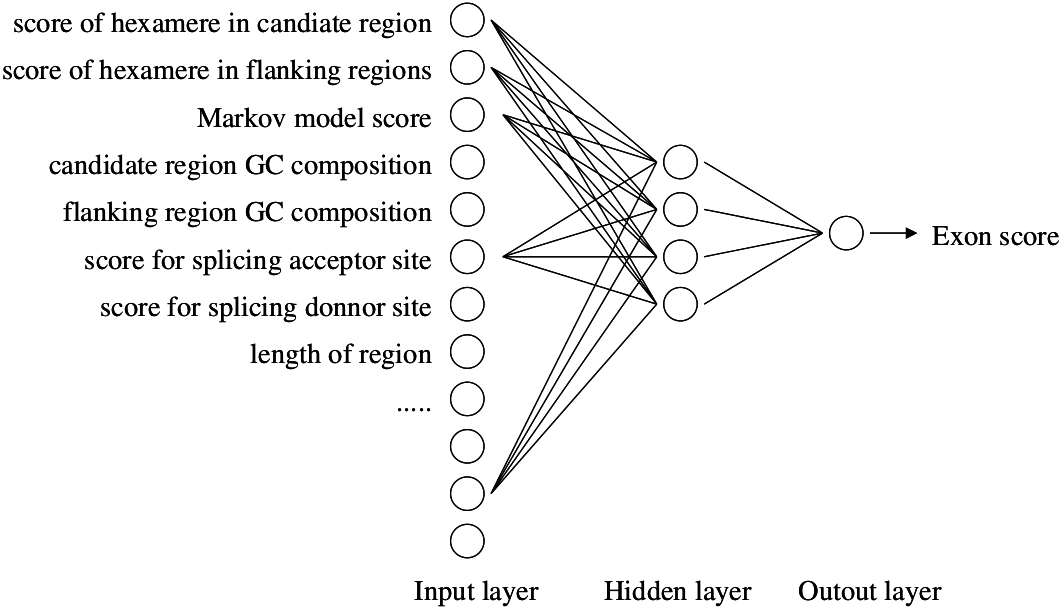 score of hexamere in candiate region
score of hexamere in flanking regions
Markov model score
candidate region GC composition
flanking region GC composition
score for splicing acceptor site
score for splicing donnor site
length of region
.....
Exon score
Input layer
Hidden layer
Outout layer